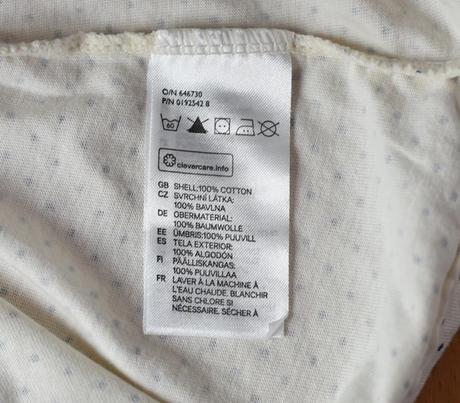 O/N 646730
P/N 0192542 8
60
clevercare.info
GB SHELL:100% COTTON
CZ SVRCHNÍ LÁTKA:
100% BAVLNA
DE OBERMATERIAL:
100% BAUMWOLLE
EE ÜMBRIS:100% PUUVILL
ES TELA EXTERIOR:
100% ALGODÓN
FI PÄÄLLISKANGAS:
100% PUUVILLAA
FR LAVER À LA MACHINE À
L'EAU CHAUDE. BLANCHIR
SANS CHLORE SI
NÉCESSAIRE. SÉCHER À